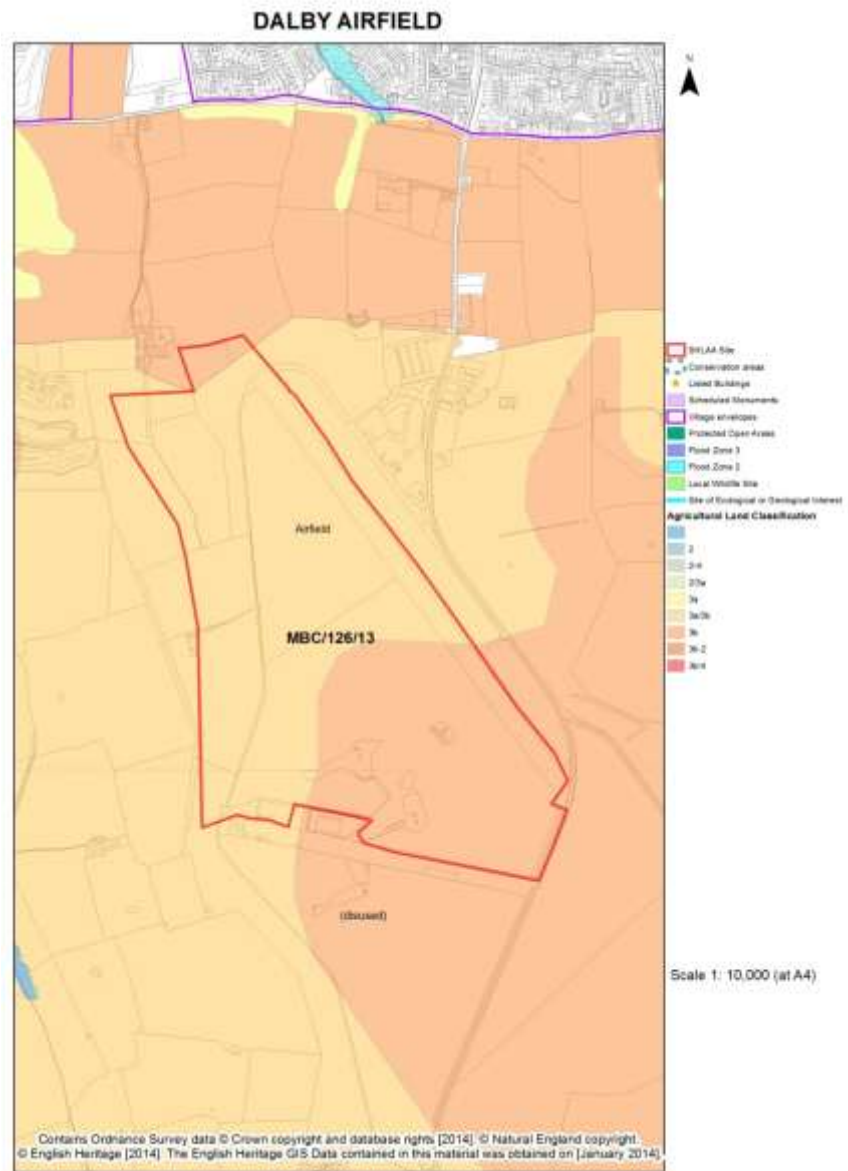 DALBY AIRFIELD
N
SHLAA Site
Conservation areas
Listed Buildings
Scheduled Monuments
Village envelopes
Protected Open Areas
Flood Zone 3
Flood Zone 2
Local Wildlife Site
Site of Ecological or Geological Interest
Agricultural Land Classification
2
2/3a
3a
3a/3b
3b
Airfield
MBC/126/13
(disused)
Scale 1: 10,000 (at A4)
Contains Ordnance Survey data © Crown copyright and database rights [2014]. © Natural England copyright.
© English Heritage [2014]. The English Heritage GIS Data contained in this material was obtained on [January 2014].